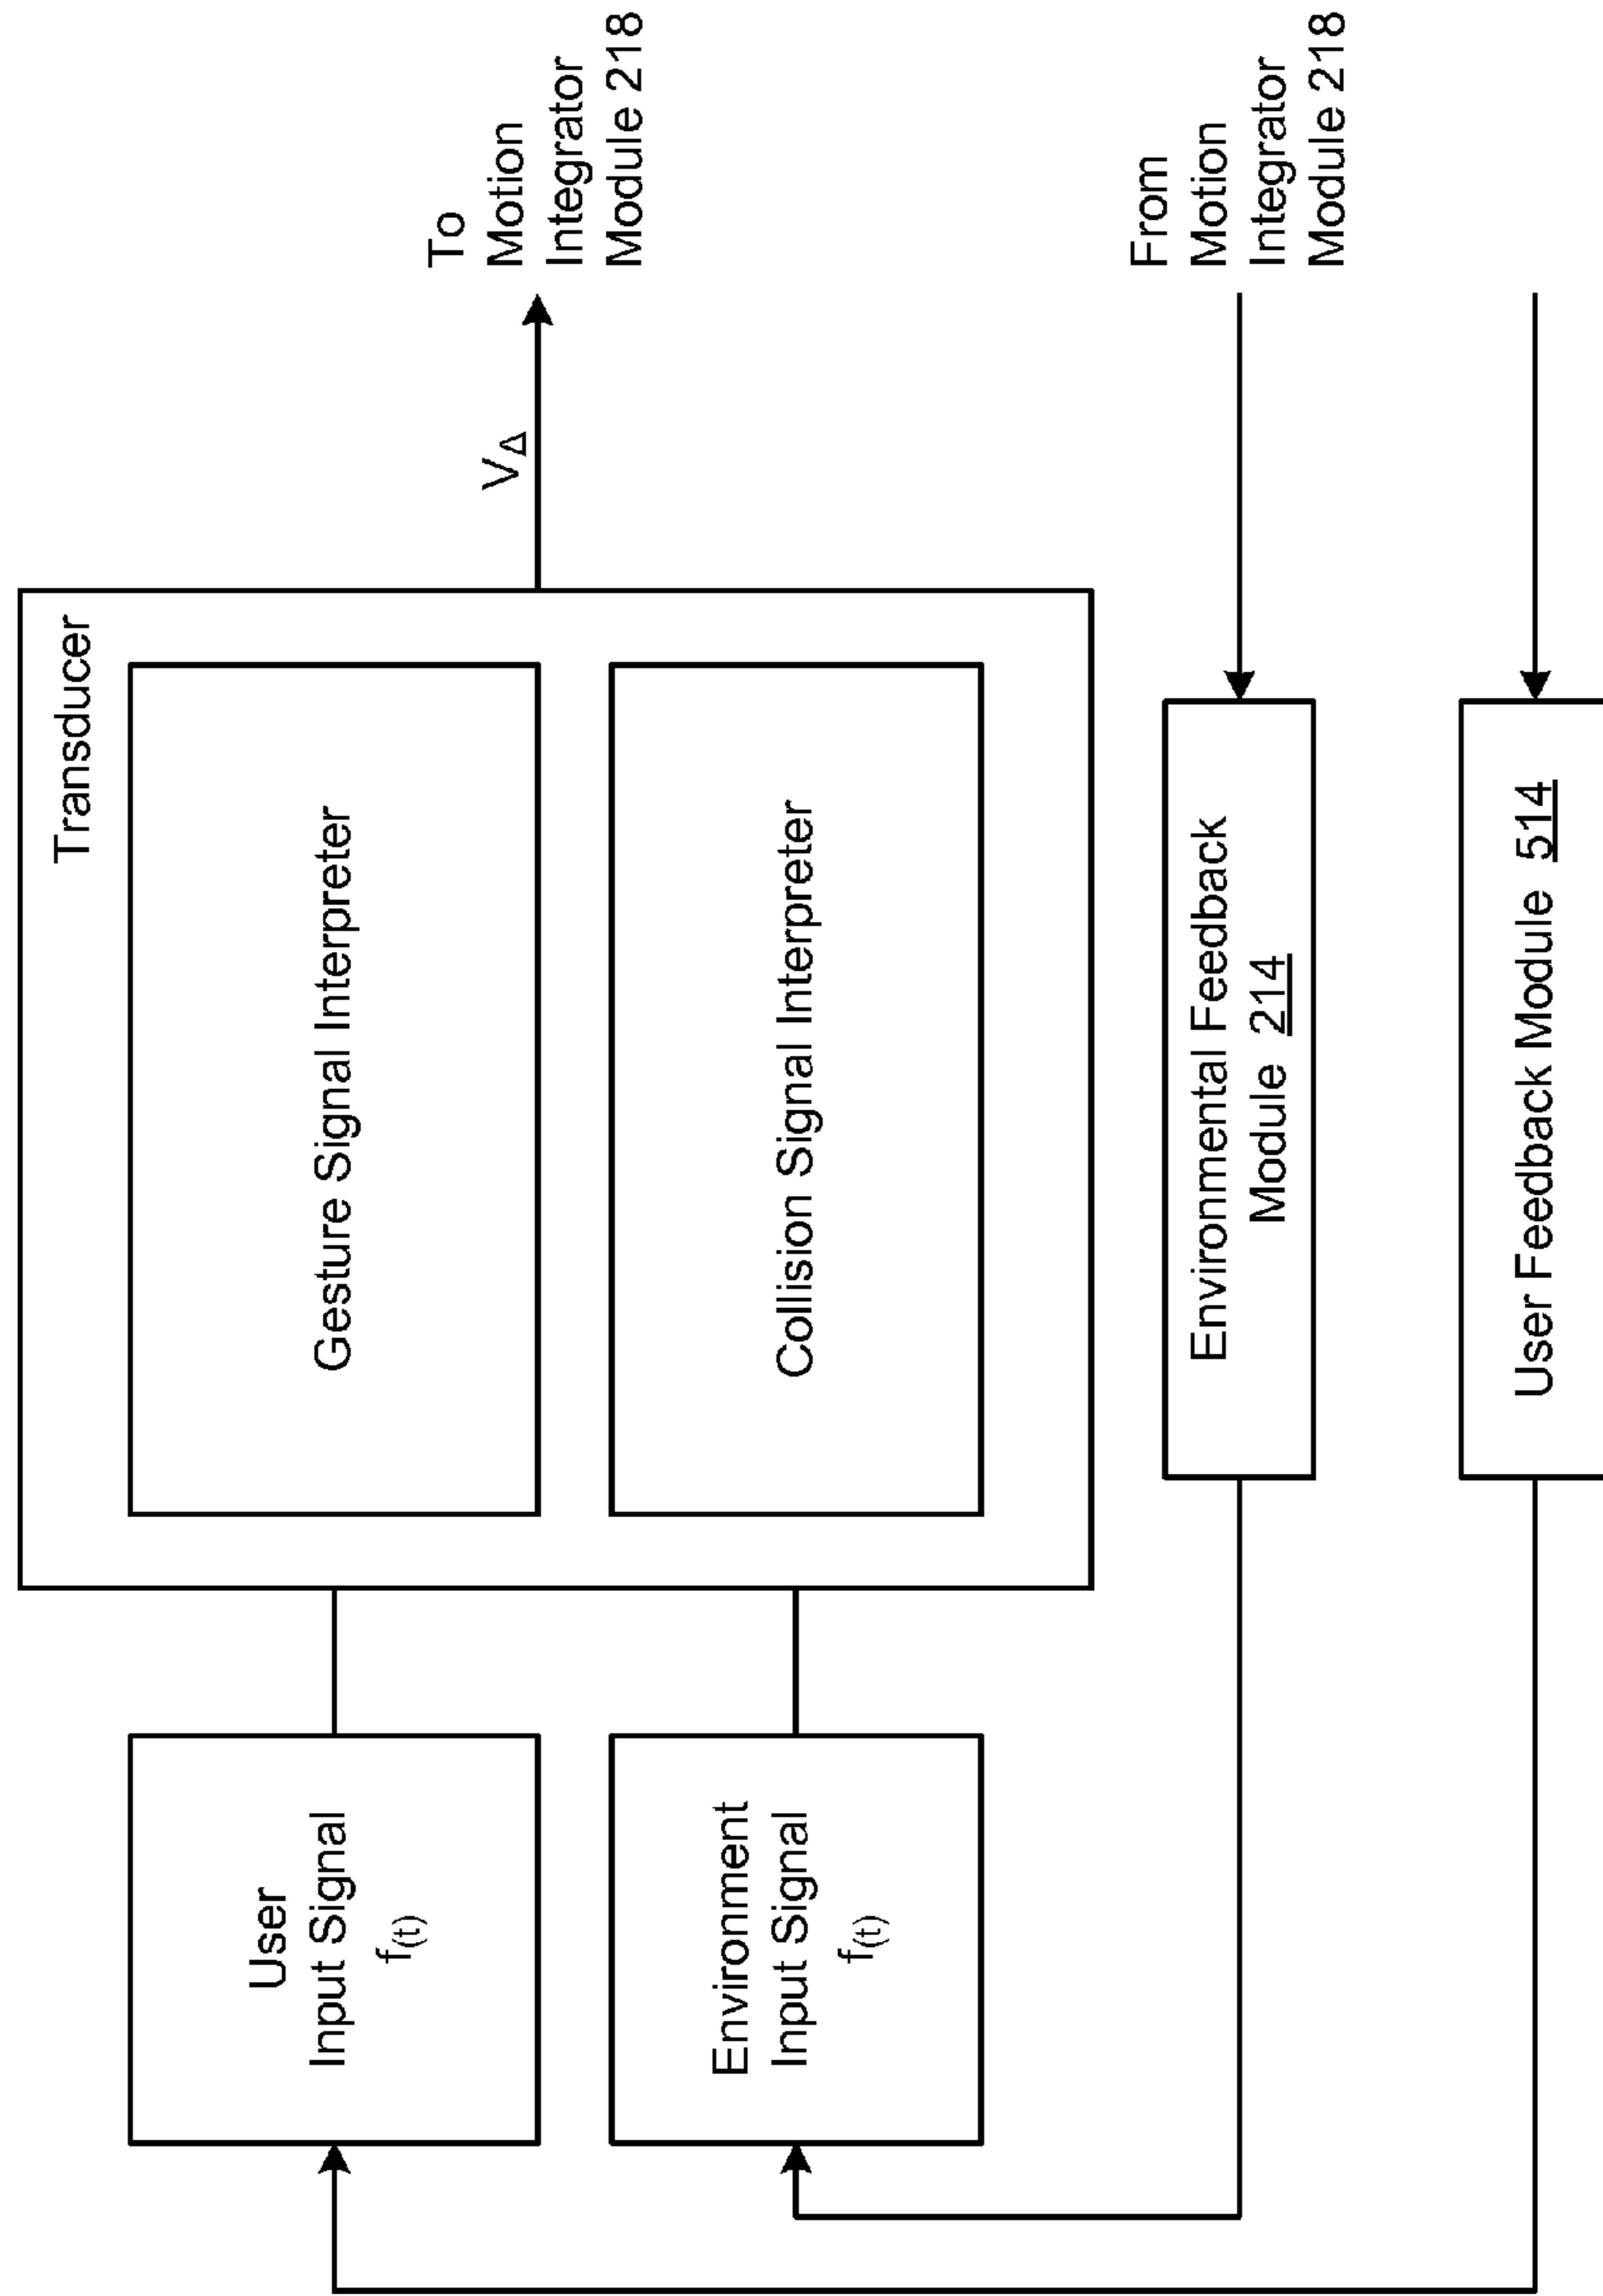 Transducer
User
Input Signal
f(t)
Gesture Signal Interpreter
VΔ
To
Motion
Integrator
Module 218
Environment
Input Signal
f(t)
Collision Signal Interpreter
Environmental Feedback
Module 214
From
Motion
Integrator
Module 218
User Feedback Module 514